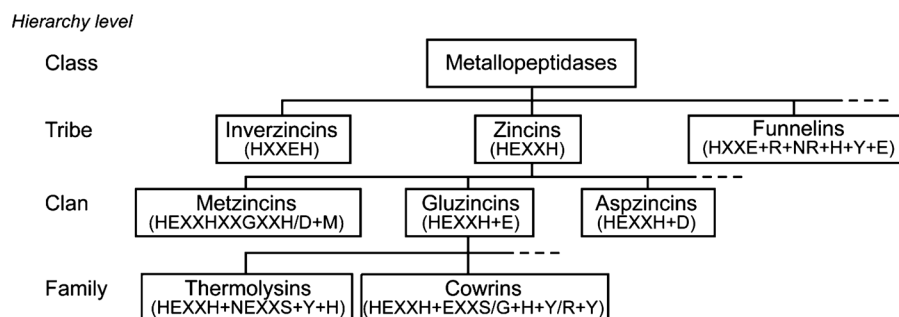 Hierarchy level
Class
Metallopeptidases
Tribe
Inverzincins
(HXXEH)
Zincins
(HEXXH)
Funnelins
(HXXE+R+NR+H+Y+E)
Clan
Metzincins
(HEXXHXXGXXH/D+M)
Gluzincins
(HEXXH+E)
Aspzincins
(HEXXH+D)
Family
Thermolysins
(HEXXH+NEXXS+Y+H)
Cowrins
(HEXXH+EXXS/G+H+Y/R+Y)